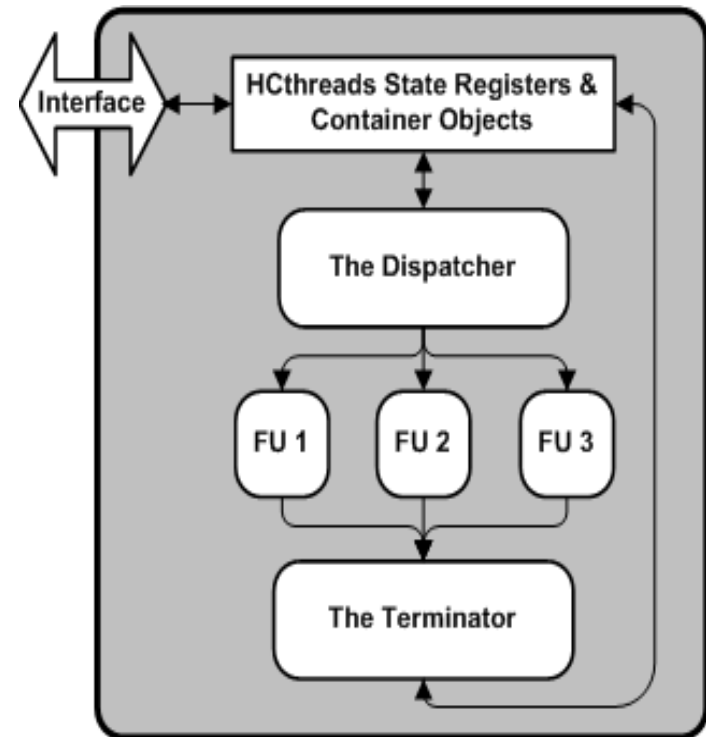 Interface
HCthreads State Registers &
Container Objects
The Dispatcher
FU 1
FU 2
FU 3
The Terminator